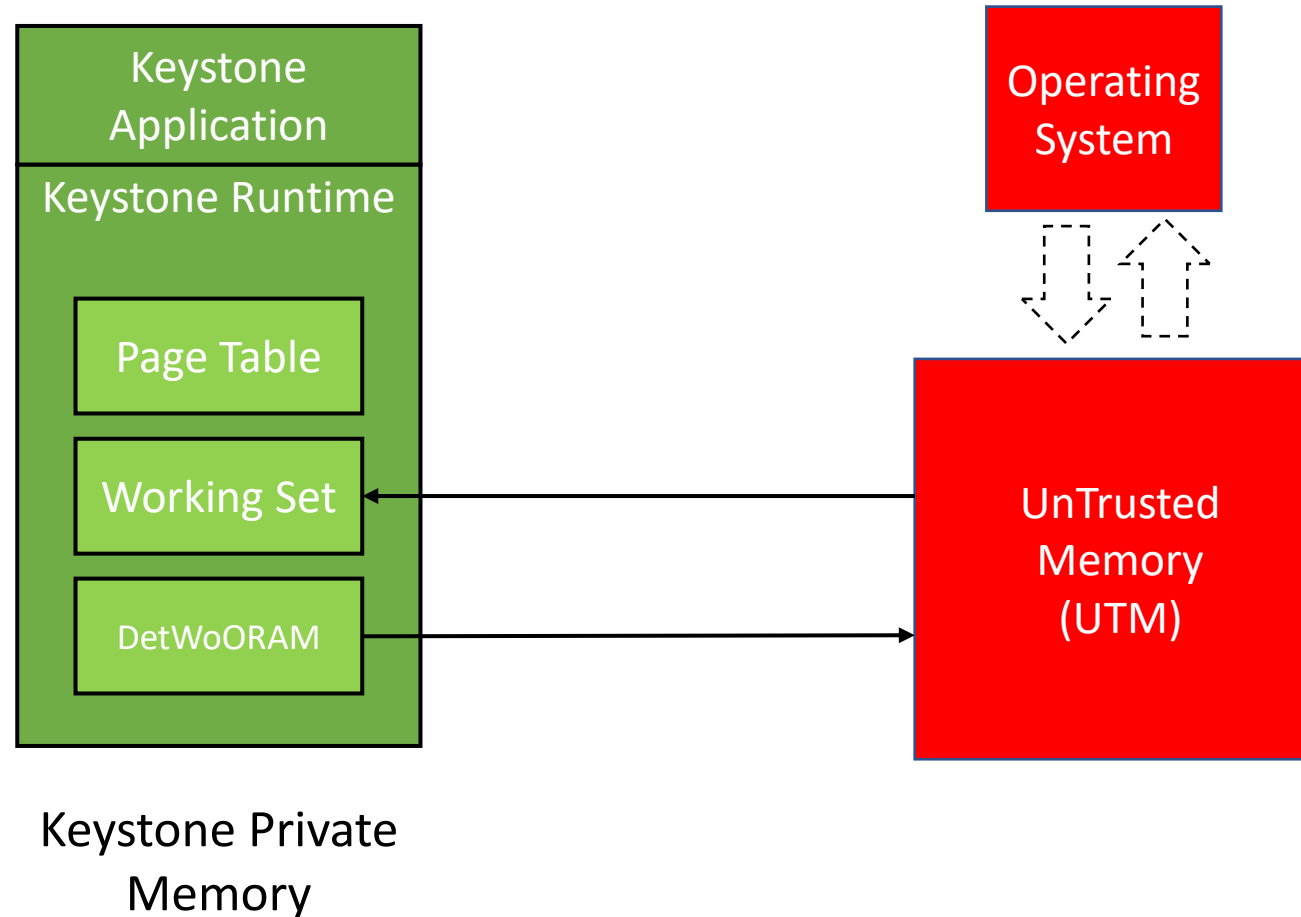 Keystone
Application
Keystone Runtime
Page Table
Working Set
DetWoORAM
Keystone Private
Memory
Operating
System
UnTrusted
Memory
(UTM)